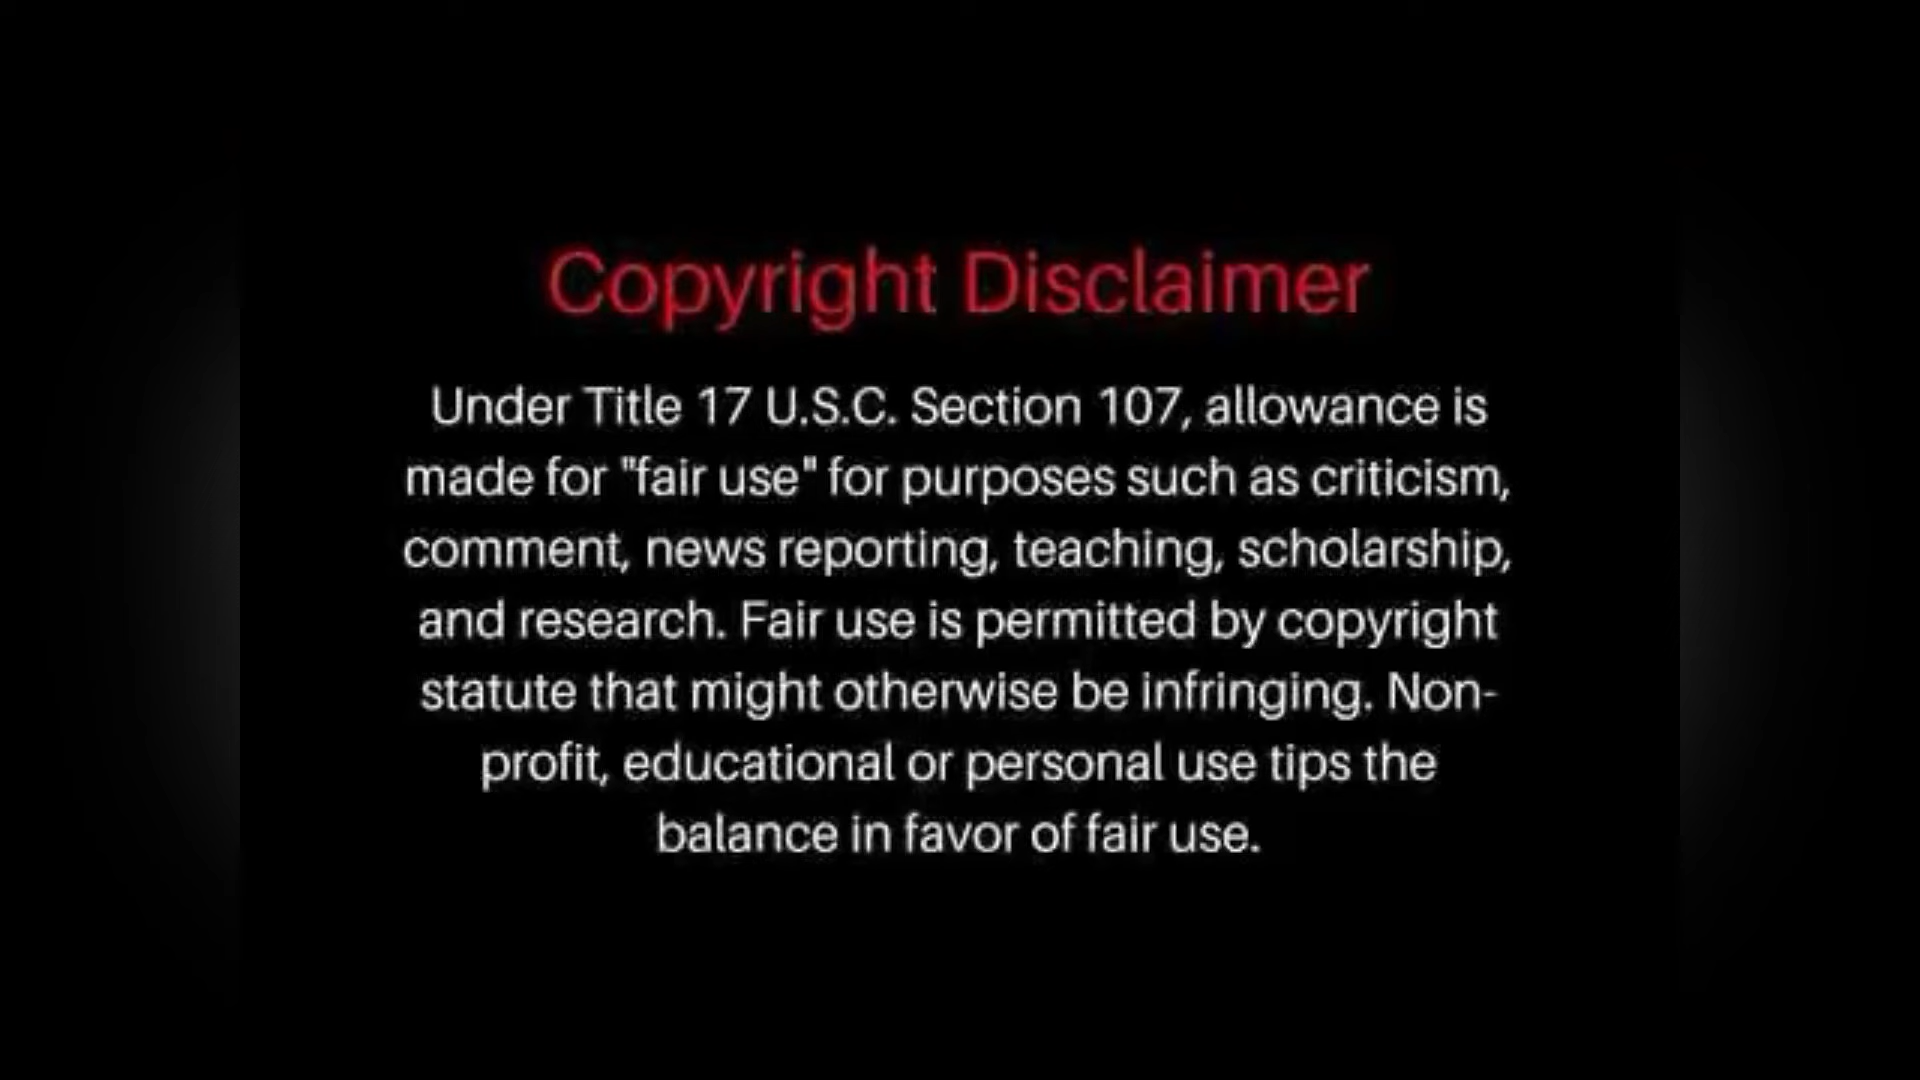 Copyright Disclaimer
Under Title 17 U.S.C. Section 107, allowance is
made for "fair use" for purposes such as criticism,
comment, news reporting, teaching, scholarship,
and research. Fair use is permitted by copyright
statute that might otherwise be infringing. Non-
profit, educational or personal use tips the
balance in favor of fair use.